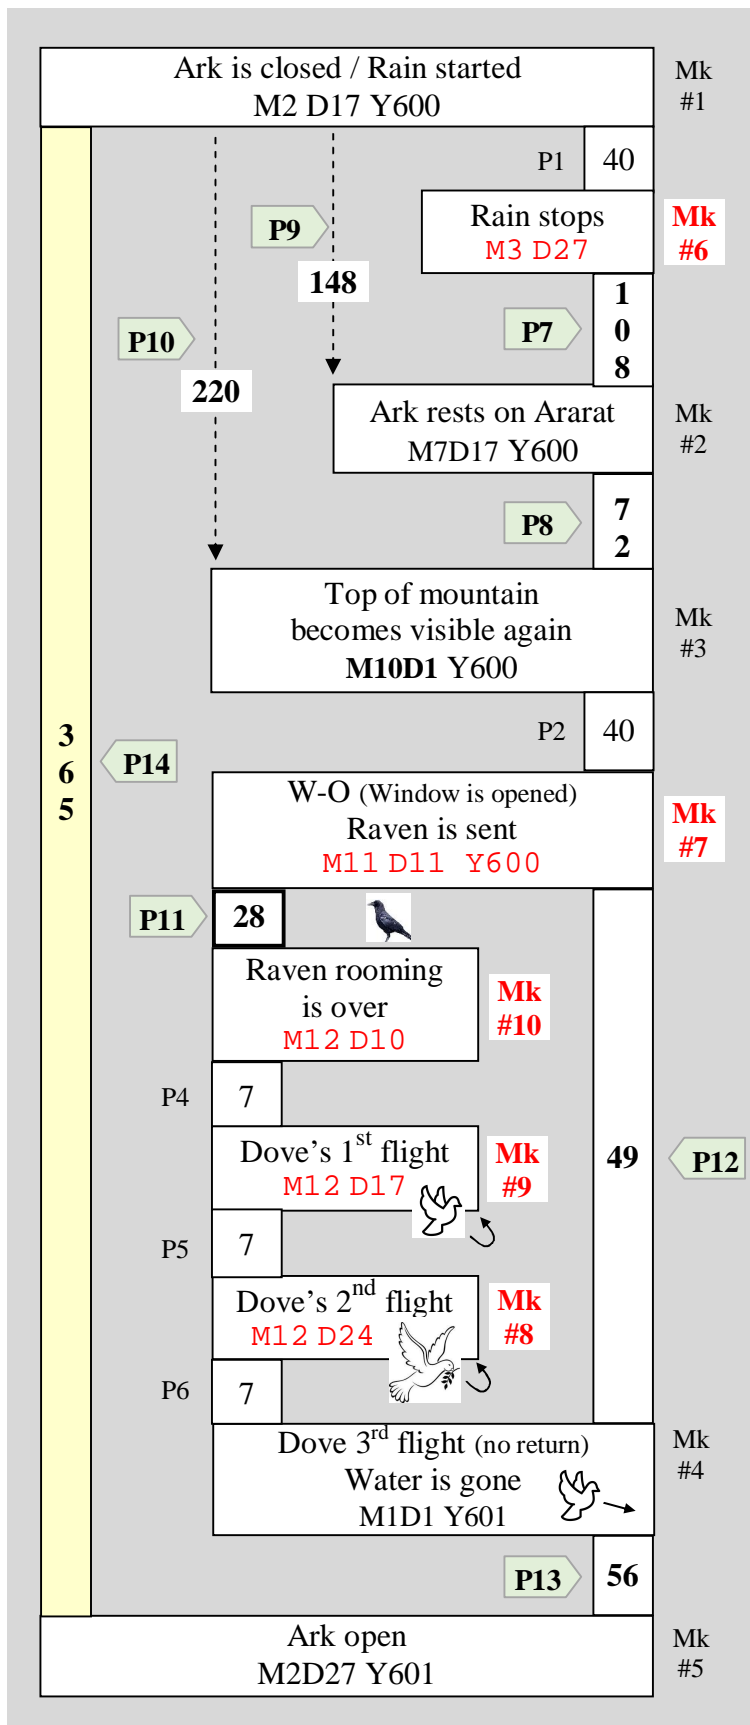 Ark is closed / Rain started
M2 D17 Y600
Mk
#1
P1
40
Rain stops
M3 D27
Mk
#6
P9
148
P10
220
P7
1
0
8
Ark rests on Ararat
M7D17 Y600
Mk
#2
P8
7
2
Top of mountain
becomes visible again
M10D1 Y600
Mk
#3
P2
40
3
6
5
P14
W-O (Window is opened)
Raven is sent
M11 D11 Y600
Mk
#7
P11
28
Raven rooming
is over
M12 D10
Mk
#10
P4
7
Dove's 1st flight
M12 D17
Mk
#9
49
P12
P5
7
Dove's 2nd flight
M12 D24
Mk
#8
P6
7
Dove 3rd flight (no return)
Water is gone
M1D1 Y601
Mk
#4
P13
56
Ark open
M2D27 Y601
Mk
#5